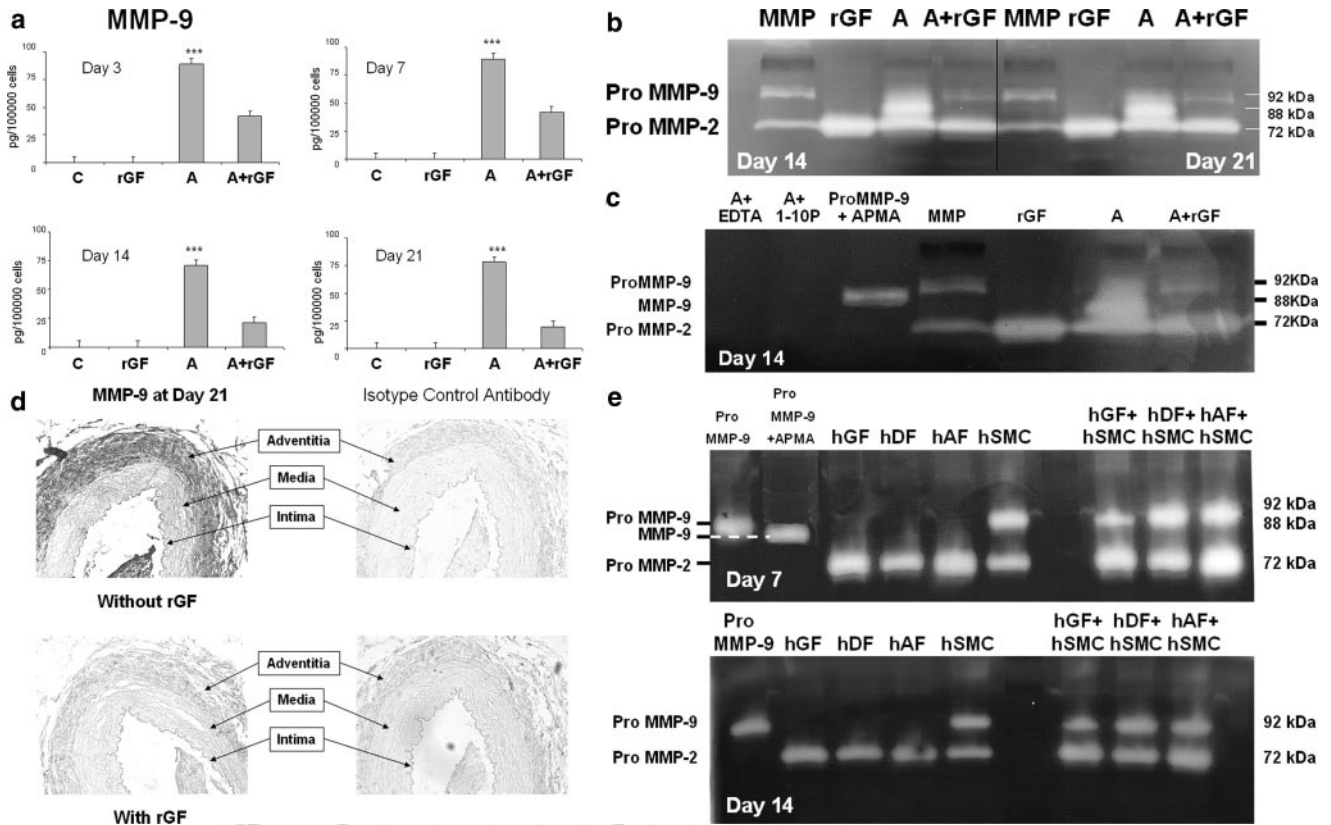 a MMP-9
pg/100000 cells
100
75
50
25
0
Day 3
***
C rGF A A+rGF
pg/100000 cells
100
75
50
25
0
Day 7
***
C rGF A A+rGF
pg/100000 cells
100
75
50
25
0
Day 14
***
C rGF A A+rGF
pg/100000 cells
100
75
50
25
0
Day 21
***
C rGF A A+rGF
b MMP rGF A A+rGF MMP rGF A A+rGF
Pro MMP-9
Pro MMP-2
92 kDa
88 kDa
72 kDa
Day 14
Day 21
c
A+ EDTA
A+ 1-10P
ProMMP-9 + APMA
MMP
rGF
A
A+rGF
ProMMP-9
MMP-9
Pro MMP-2
92KDa
88KDa
72KDa
Day 14
d
MMP-9 at Day 21
Isotype Control Antibody
Adventitia
Media
Intima
Without rGF
Adventitia
Media
Intima
With rGF
e
Pro MMP-9
Pro MMP-9 +APMA
hGF hDF hAF hSMC
hGF+ hDF+ hAF+
hSMC hSMC hSMC
Pro MMP-9
MMP-9
Pro MMP-2
92 kDa
88 kDa
72 kDa
Day 7
Pro MMP-9
hGF hDF hAF hSMC
hGF+ hDF+ hAF+
hSMC hSMC hSMC
Pro MMP-9
Pro MMP-2
92 kDa
72 kDa
Day 14